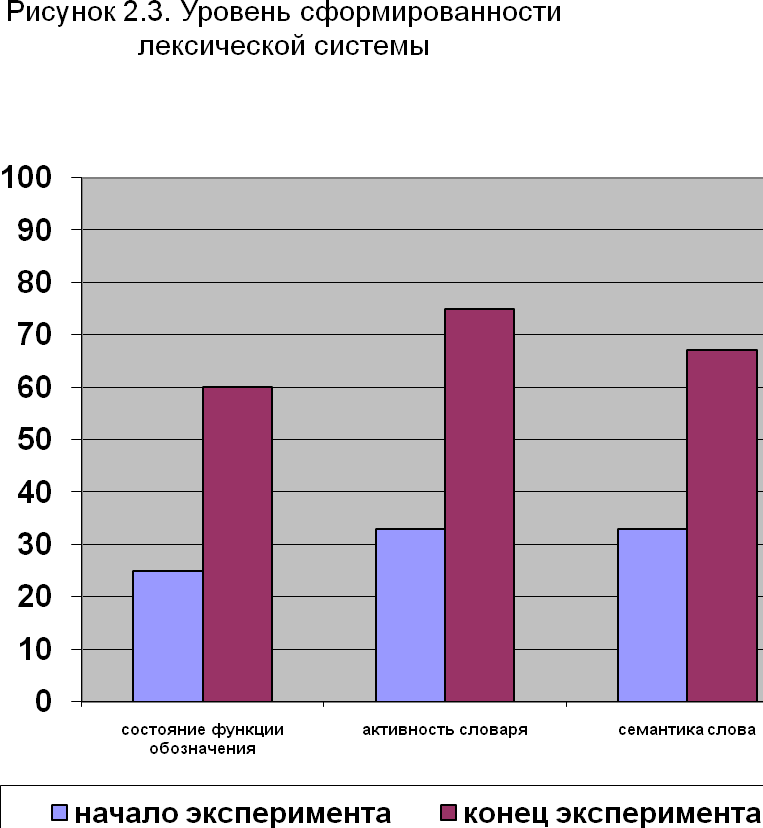 Рисунок 2.3. Уровень сформированности
лексической системы
100
90
80
70
60
50
40
30
20
10
0
состояние функции
обозначения
активность словаря
семантика слова
начало эксперимента
конец эксперимента